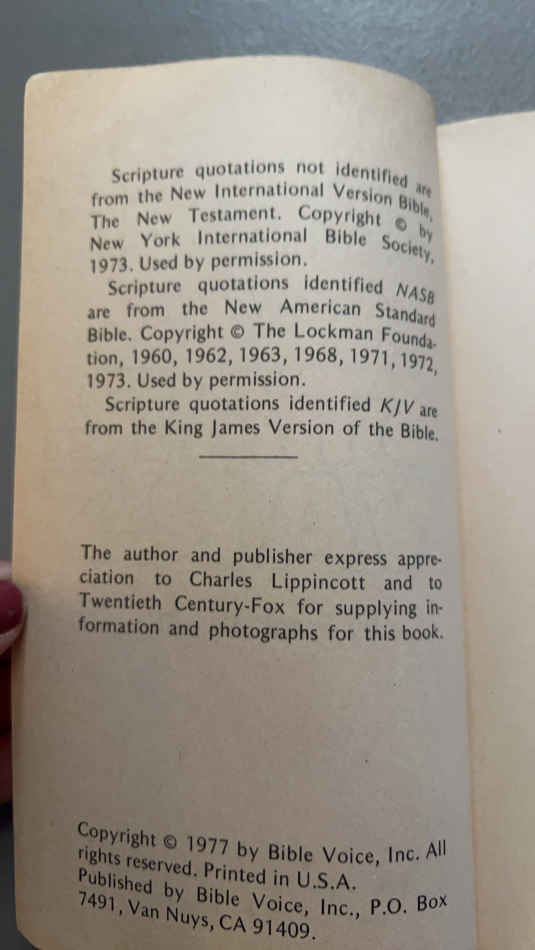 Scripture quotations not identified are
from the New International Version Bible,
The New Testament. Copyright © by
New York International Bible Society,
1973. Used by permission.
Scripture quotations identified NASB
are from the New American Standard
Bible. Copyright © The Lockman Founda-
tion, 1960, 1962, 1963, 1968, 1971, 1972,
1973. Used by permission.
Scripture quotations identified KJV are
from the King James Version of the Bible.
The author and publisher express appre-
ciation to Charles Lippincott and to
Twentieth Century-Fox for supplying in-
formation and photographs for this book.
Copyright © 1977 by Bible Voice, Inc. All
rights reserved. Printed in U.S.A.
Published by Bible Voice, Inc., P.O. Box
7491, Van Nuys, CA 91409.